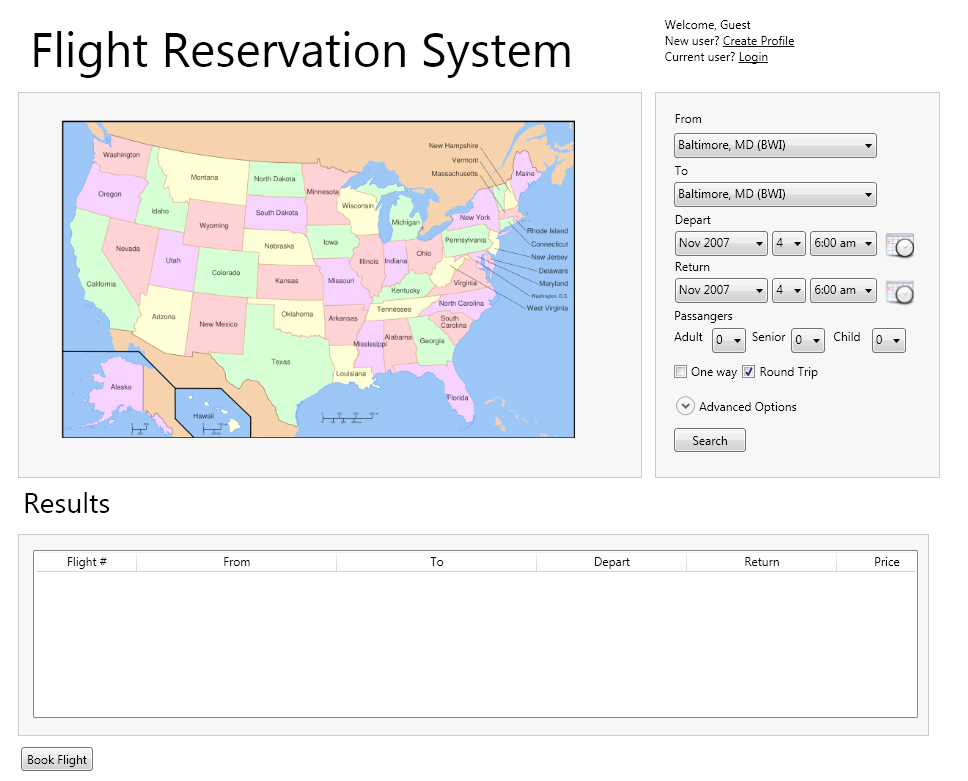 Flight Reservation System
Welcome, Guest
New user? Create Profile
Current user? Login
Washington
Montana
North Dakota
Minnesota
New Hampshire
Vermont
Massachusetts
Maine
Oregon
Idaho
Wyoming
South Dakota
Wisconsin
Michigan
New York
Rhode Island
Connecticut
New Jersey
Delaware
Maryland
Washington, D.C.
West Virginia
Nevada
Utah
Colorado
Nebraska
Iowa
Illinois
Indiana
Ohio
Pennsylvania
California
Kansas
Missouri
Kentucky
Virginia
Arizona
New Mexico
Oklahoma
Arkansas
Tennessee
North Carolina
South
Carolina
Texas
Louisiana
Mississippi
Alabama
Georgia
Florida
Alaska
Hawaii
From
Baltimore, MD (BWI)
To
Baltimore, MD (BWI)
Depart
Nov 2007 4 6:00 am
Return
Nov 2007 4 6:00 am
Passangers
Adult 0 Senior 0 Child 0
One way Round Trip
Advanced Options
Search
Results
Flight # From To Depart Return Price
Book Flight